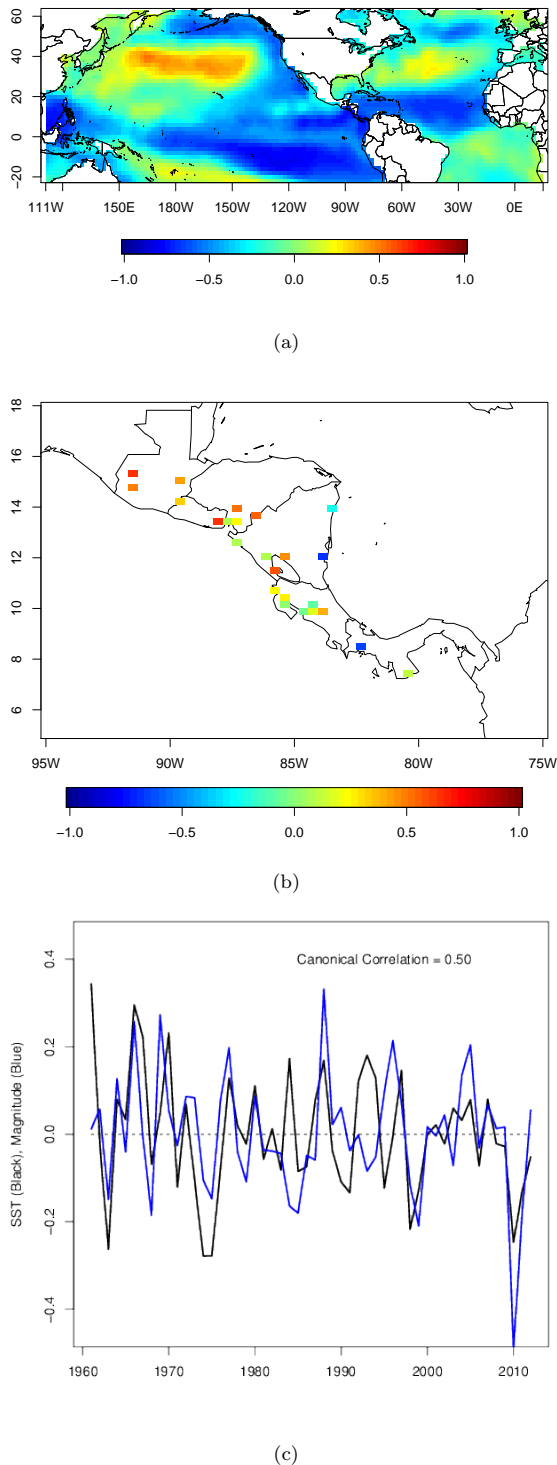 60
40
20
0
−20
111W 150E 180W 150W 120W 90W 60W 30W 0E
−1.0 −0.5 0.0 0.5 1.0
(a)
18
16
14
12
10
8
6
95W 90W 85W 80W 75W
−1.0 −0.5 0.0 0.5 1.0
(b)
Canonical Correlation = 0.50
SST (Black), Magnitude (Blue)
0.4
0.2
0.0
−0.2
−0.4
1960 1970 1980 1990 2000 2010
(c)